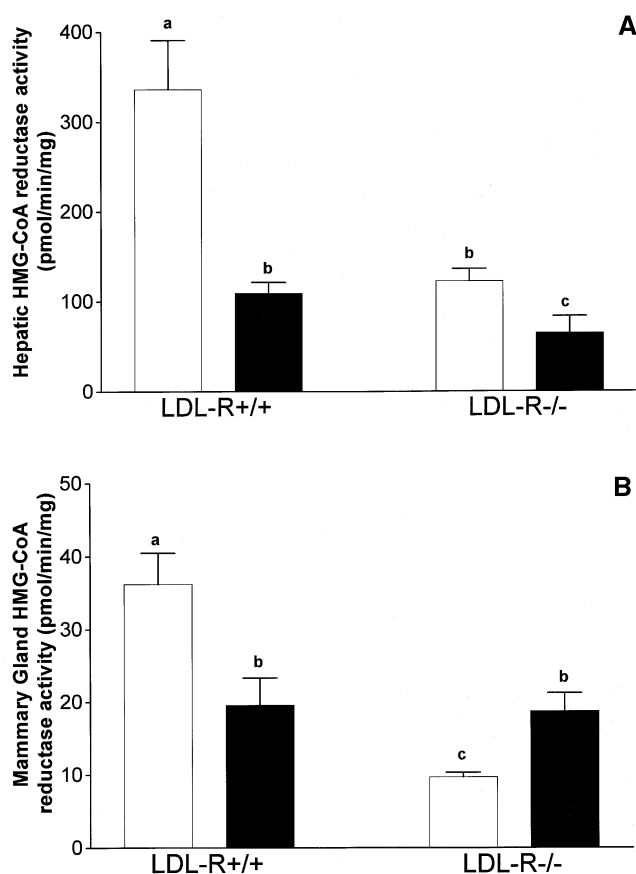 A
Hepatic HMG-CoA reductase activity
(pmol/min/mg)
400
300
200
100
0
a
b
b
c
LDL-R+/+
LDL-R-/-
B
Mammary Gland HMG-CoA
reductase activity (pmol/min/mg)
50
40
30
20
10
0
a
b
c
b
LDL-R+/+
LDL-R-/-